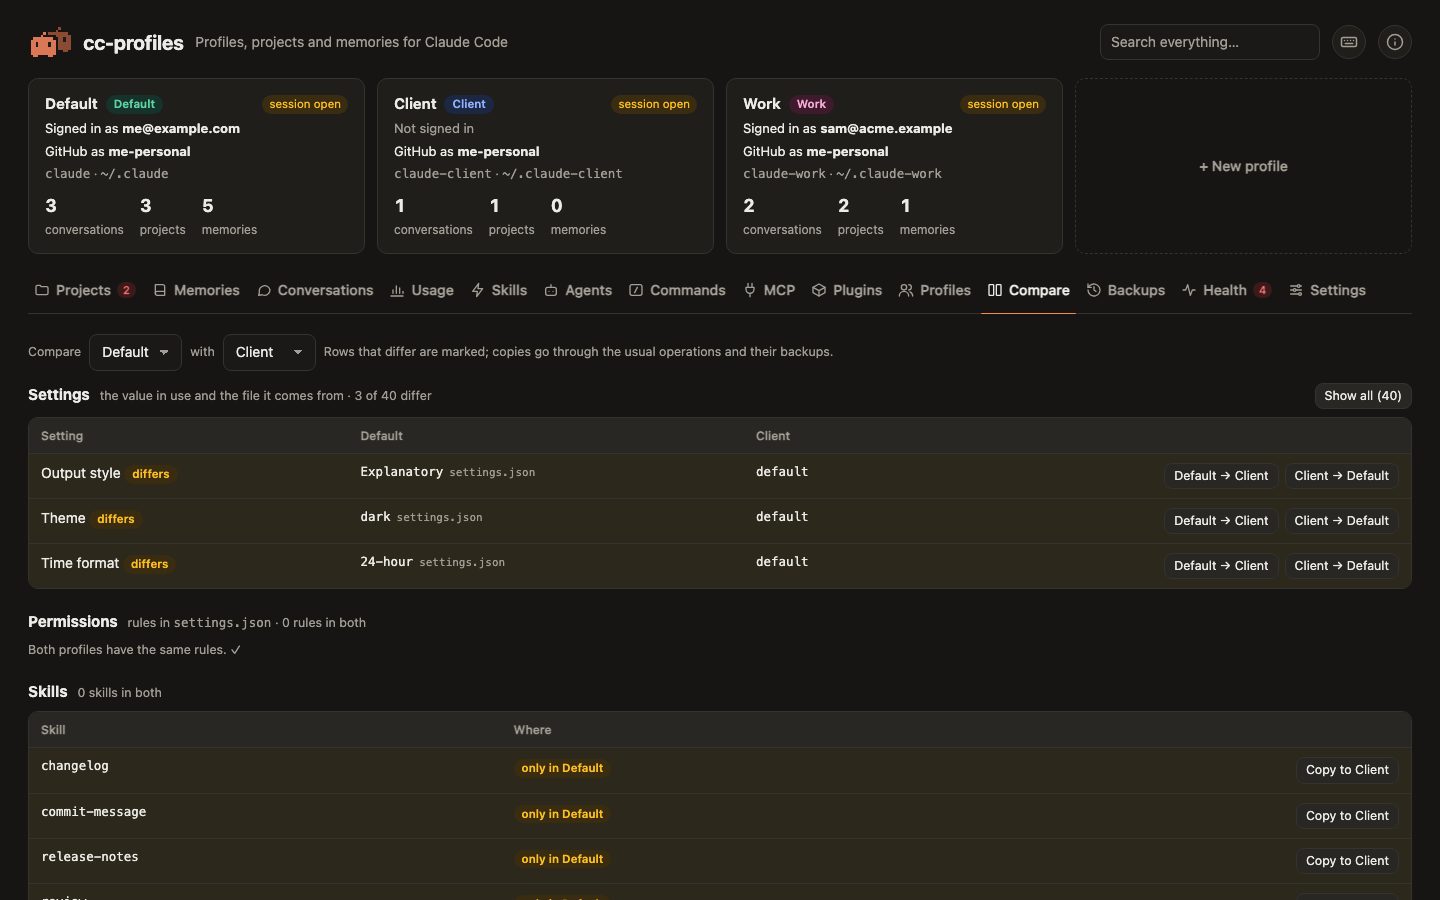 cc-profiles Profiles, projects and memories for Claude Code Search everything...
Default Default session open
Signed in as me@example.com
GitHub as me-personal
claude · ~/.claude
3 3 5
conversations projects memories
Client Client session open
Not signed in
GitHub as me-personal
claude-client · ~/.claude-client
1 1 0
conversations projects memories
Work Work session open
Signed in as sam@acme.example
GitHub as me-personal
claude-work · ~/.claude-work
2 2 1
conversations projects memories
+ New profile
Projects 2 Memories Conversations Usage Skills Agents Commands MCP Plugins Profiles Compare Backups Health 4 Settings
Compare Default with Client Rows that differ are marked; copies go through the usual operations and their backups.
Settings the value in use and the file it comes from · 3 of 40 differ Show all (40)
Setting Default Client
Output style differs Explanatory settings.json default Default → Client Client → Default
Theme differs dark settings.json default Default → Client Client → Default
Time format differs 24-hour settings.json default Default → Client Client → Default
Permissions rules in settings.json · 0 rules in both
Both profiles have the same rules. ✓
Skills 0 skills in both
Skill Where
changelog only in Default Copy to Client
commit-message only in Default Copy to Client
release-notes only in Default Copy to Client